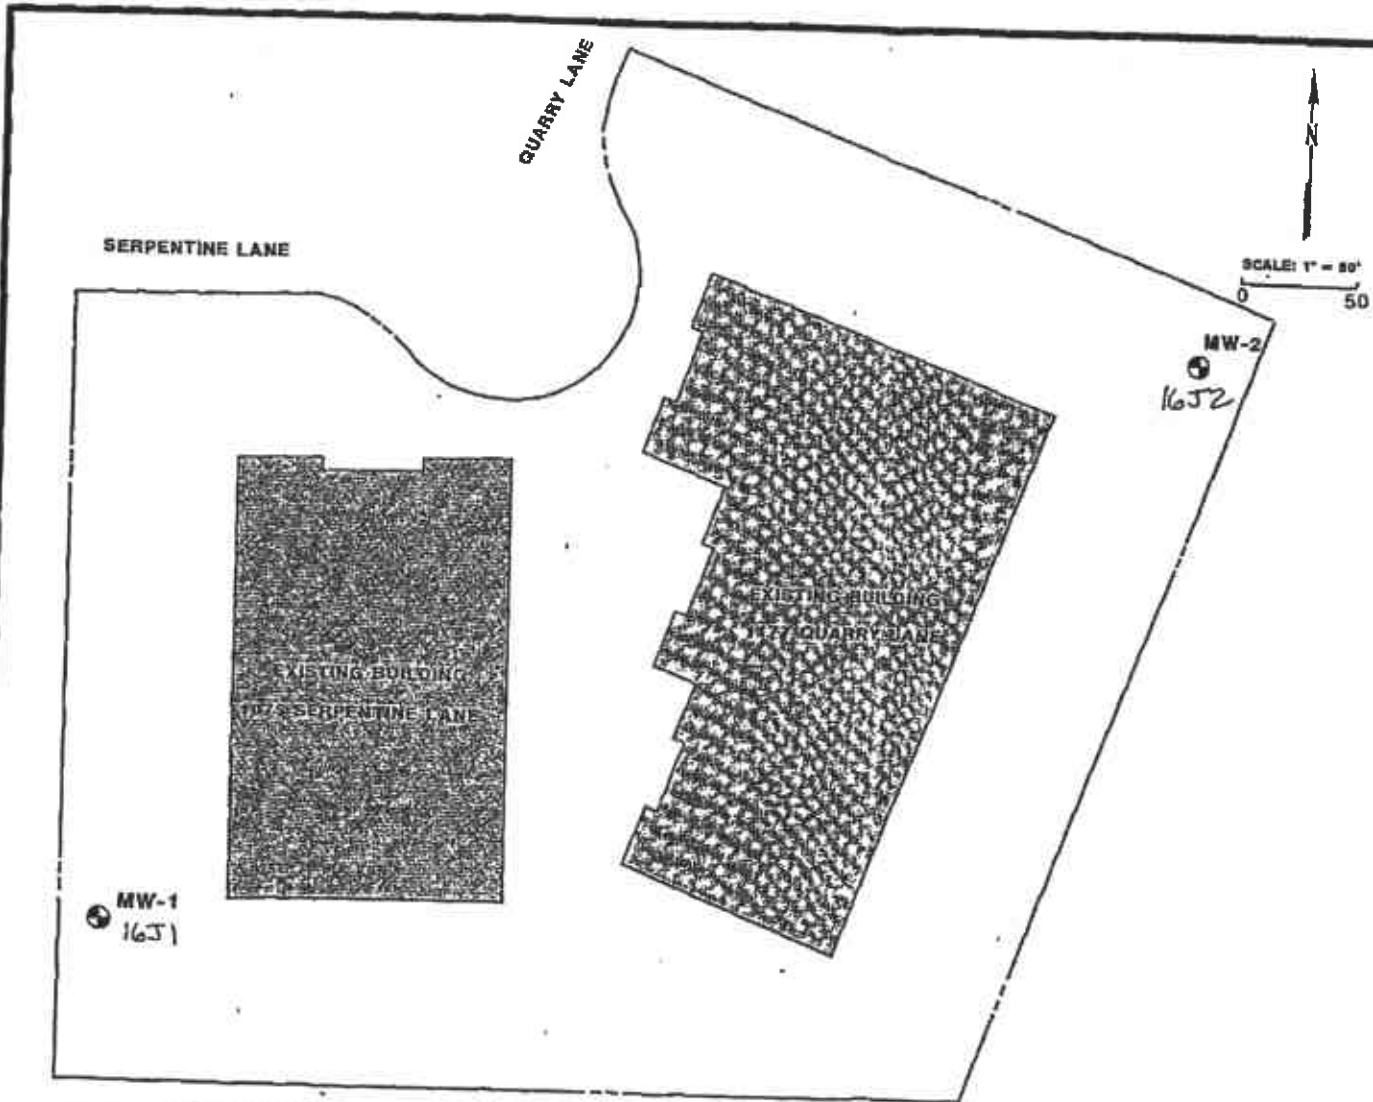 QUARRY LANE
N
SERPENTINE LANE
SCALE: 1" = 50'
0 50
MW-2
16J2
EXISTING BUILDING
1177 QUARRY LANE
EXISTING BUILDING
SERPENTINE LANE
MW-1
16J1